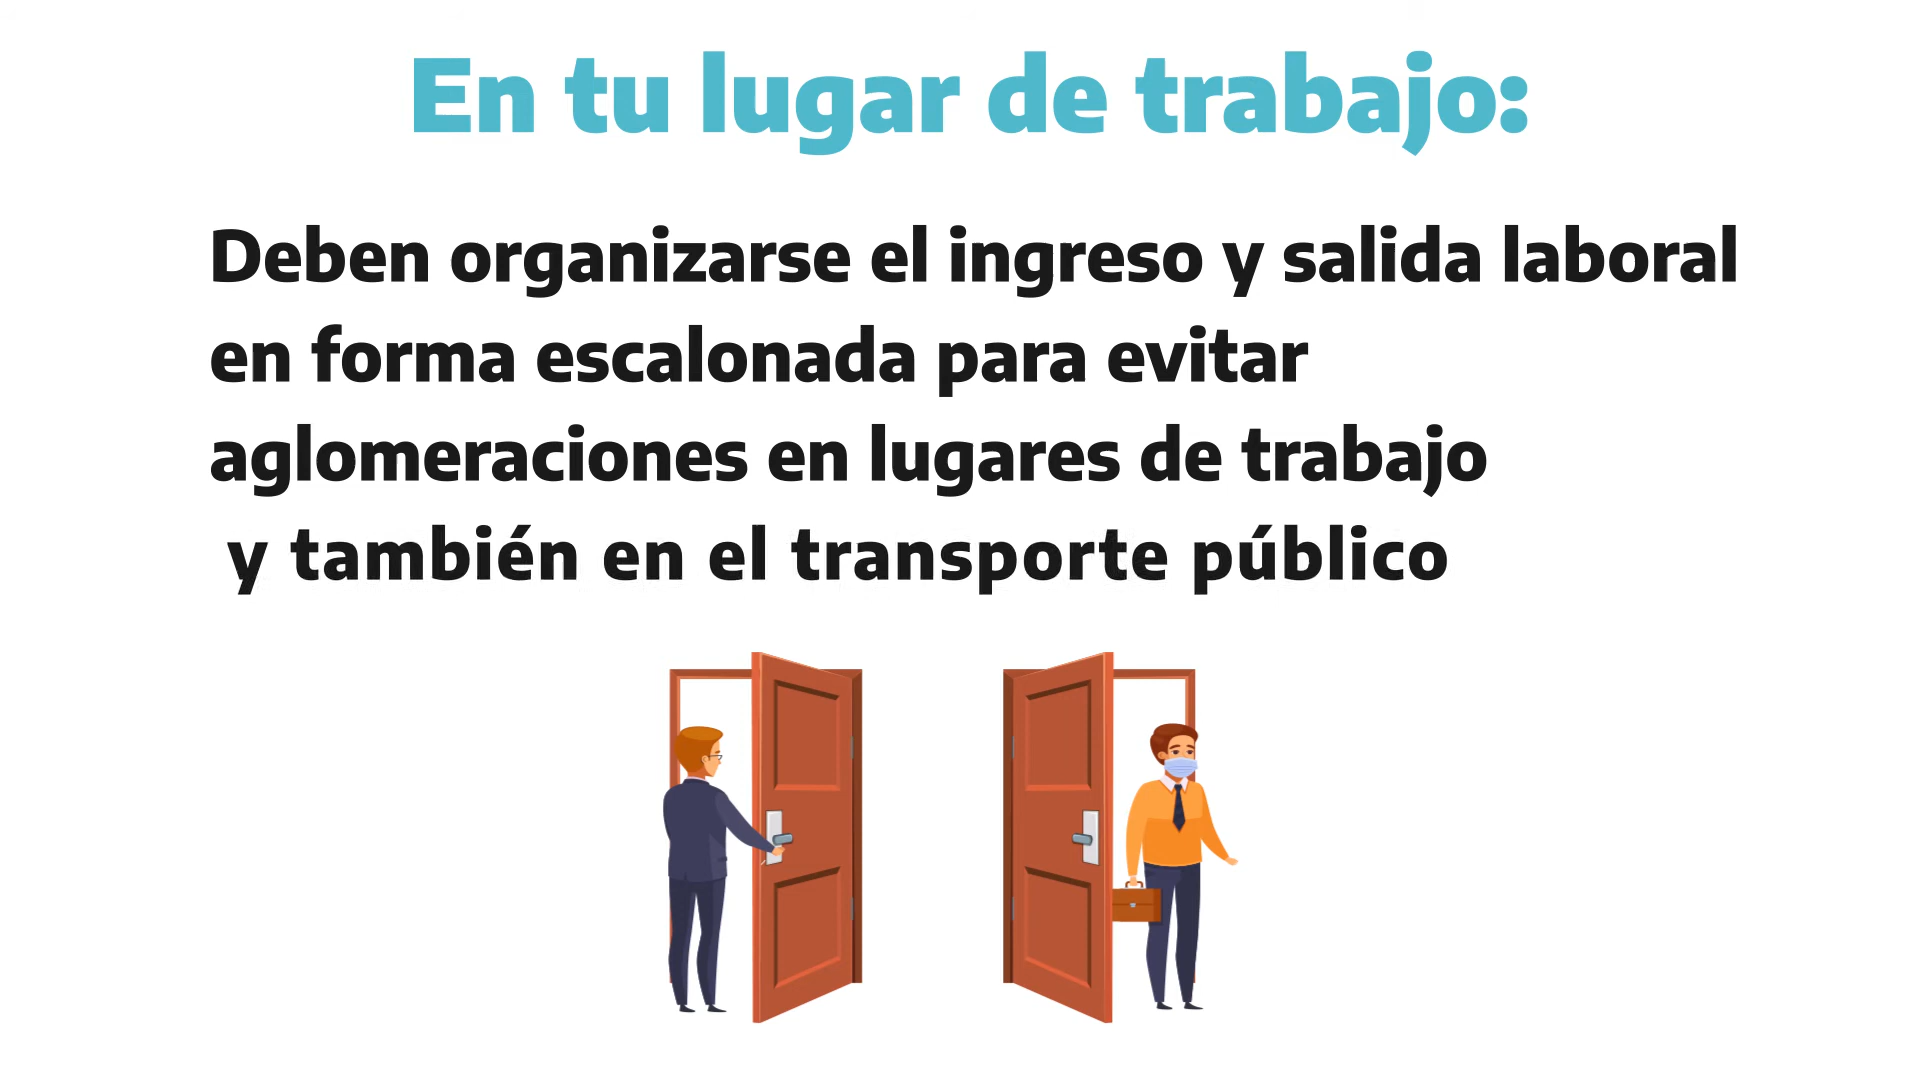 En tu lugar de trabajo:
Deben organizarse el ingreso y salida laboral
en forma escalonada para evitar
aglomeraciones en lugares de trabajo
y también en el transporte público